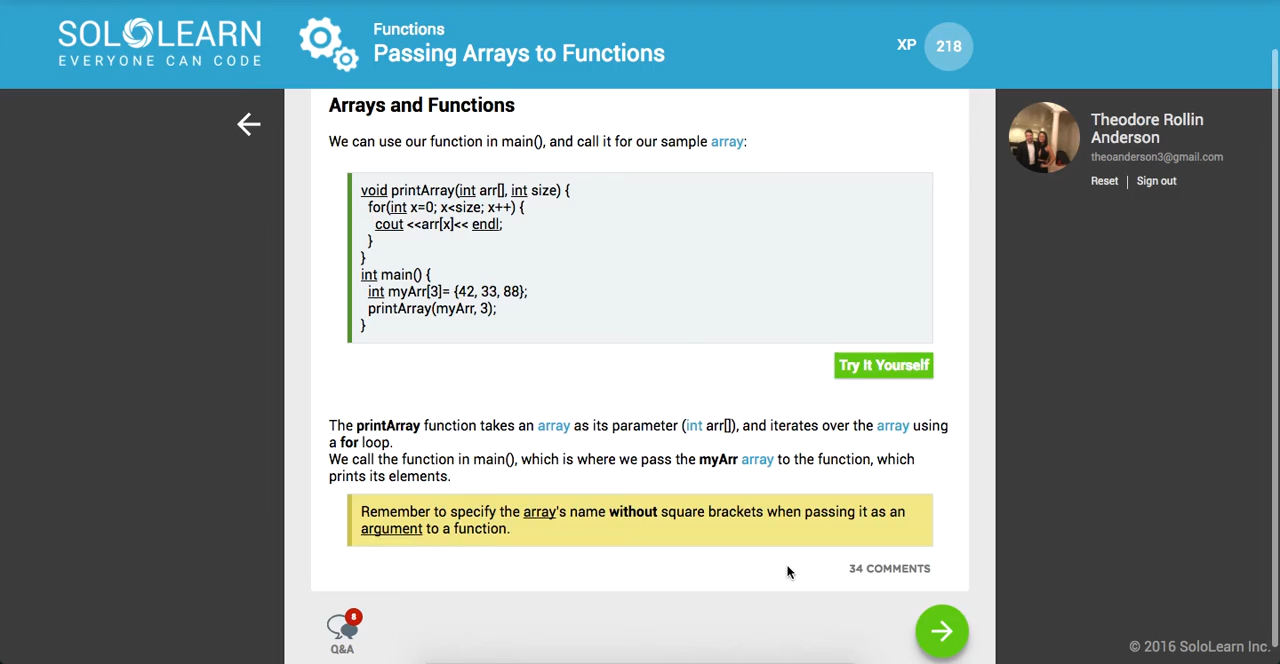 SOLOLEARN
EVERYONE CAN CODE
Functions
Passing Arrays to Functions
XP 218
Theodore Rollin
Anderson
theoanderson3@gmail.com
Reset | Sign out
Arrays and Functions
We can use our function in main(), and call it for our sample array:
void printArray(int arr[], int size) {
for(int x=0; x<size; x++) {
cout <<arr[x]<< endl;
}
}
int main() {
int myArr[3]= {42, 33, 88};
printArray(myArr, 3);
}
Try It Yourself
The printArray function takes an array as its parameter (int arr[]), and iterates over the array using
a for loop.
We call the function in main(), which is where we pass the myArr array to the function, which
prints its elements.
Remember to specify the array's name without square brackets when passing it as an
argument to a function.
34 COMMENTS
8
Q&A
© 2016 SoloLearn Inc.